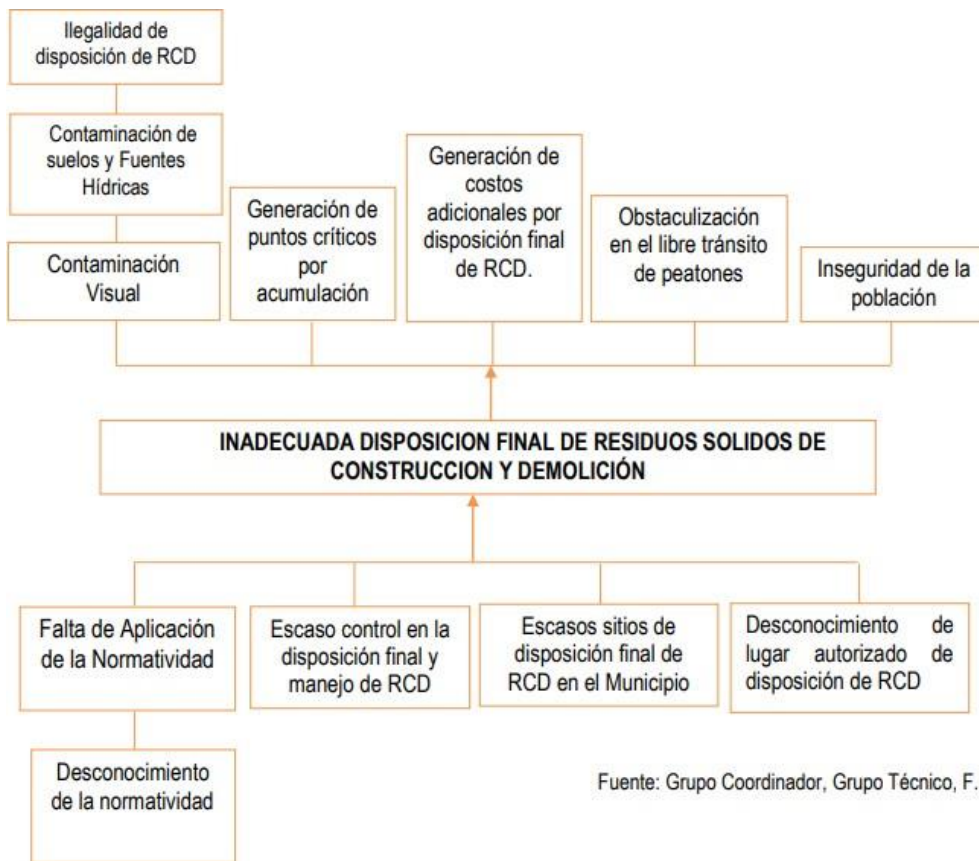 Ilegalidad de
disposición de RCD
Contaminación de
suelos y Fuentes
Hídricas
Contaminación
Visual
Generación de
puntos críticos
por
acumulación
Generación de
costos
adicionales por
disposición final
de RCD.
Obstaculización
en el libre tránsito
de peatones
Inseguridad de la
población
INADECUADA DISPOSICION FINAL DE RESIDUOS SOLIDOS DE
CONSTRUCCION Y DEMOLICIÓN
Falta de Aplicación
de la Normatividad
Escaso control en la
disposición final y
manejo de RCD
Escasos sitios de
disposición final de
RCD en el Municipio
Desconocimiento de
lugar autorizado de
disposición de RCD
Desconocimiento
de la normatividad
Fuente: Grupo Coordinador, Grupo Técnico, F.